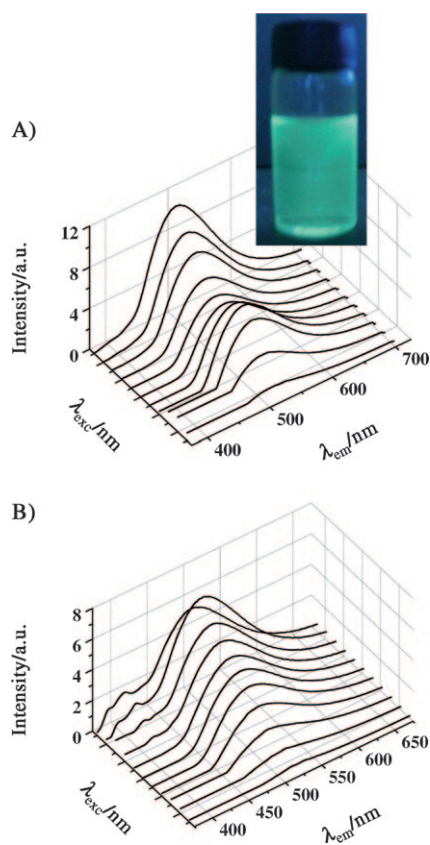 A)
12
8
4
0
Intensity/a.u.
λexc/nm
400
500
600
700
λem/nm
B)
8
6
4
2
0
Intensity/a.u.
λexc/nm
400
450
500
550
600
650
λem/nm